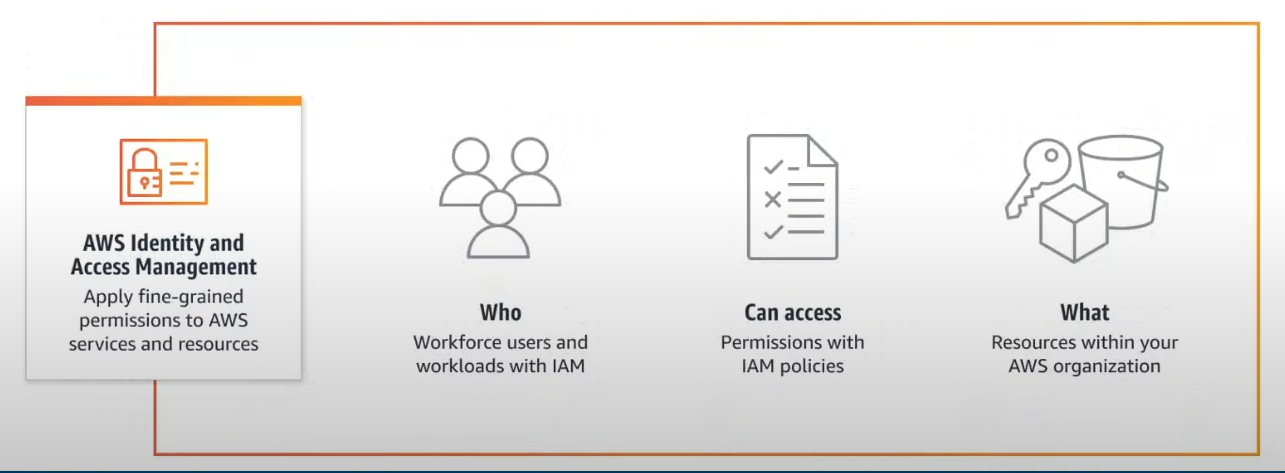 AWS Identity and
Access Management
Apply fine-grained
permissions to AWS
services and resources
Who
Workforce users and
workloads with IAM
Can access
Permissions with
IAM policies
What
Resources within your
AWS organization